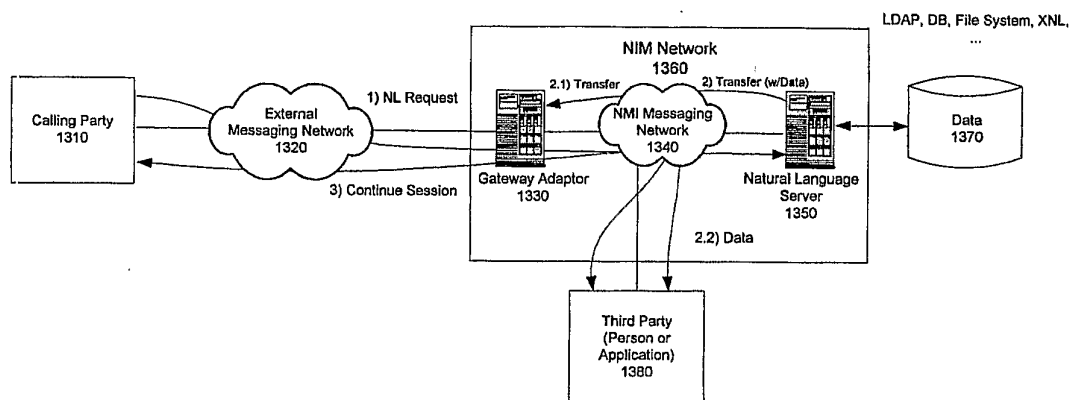 LDAP, DB, File System, XNL,
...
NIM Network
1360
2.1) Transfer
2) Transfer (w/Data)
Calling Party
1310
External
Messaging Network
1320
1) NL Request
NMI Messaging
Network
1340
Data
1370
3) Continue Session
Gateway Adaptor
1330
Natural Language
Server
1350
2.2) Data
Third Party
(Person or
Application)
1380